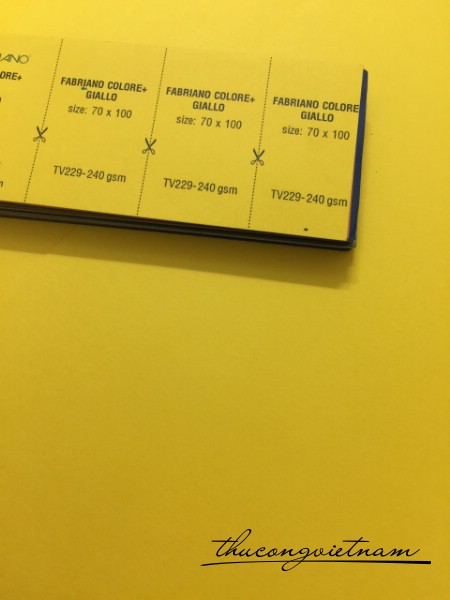 FABRIANO COLORE+
GIALLO
size: 70 x 100
TV229-240 gsm
FABRIANO COLORE+
GIALLO
size: 70 x 100
TV229-240 gsm
FABRIANO COLORE
GIALLO
size: 70 x 100
TV229-240 gsm
thucongvietnam